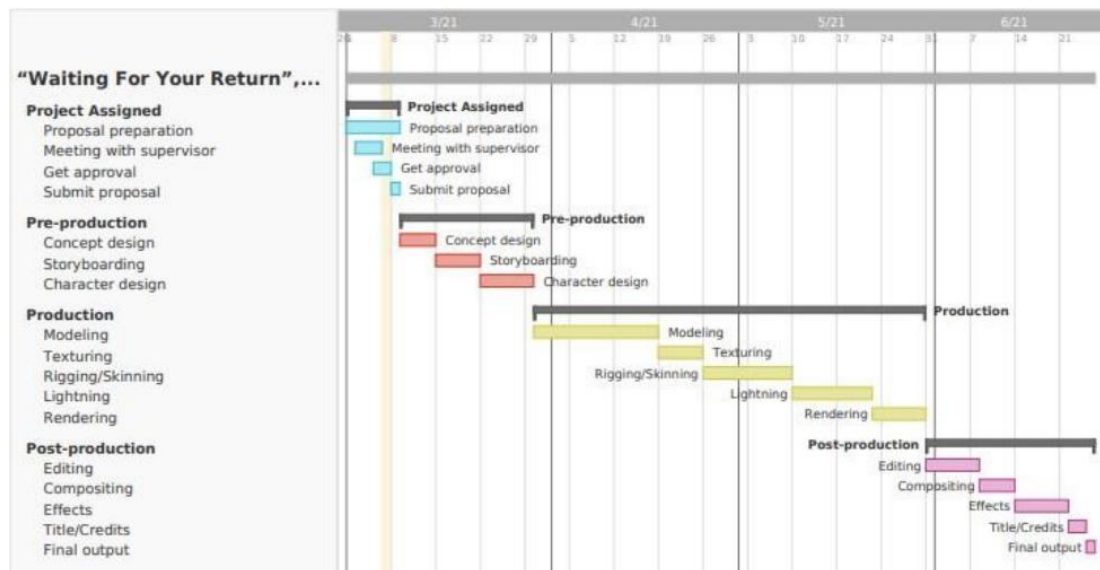 3/21 4/21 5/21 6/21
8 15 22 29 5 12 19 26 3 10 17 24 31 7 14 21
“Waiting For Your Return”,...
Project Assigned Project Assigned
Proposal preparation Proposal preparation
Meeting with supervisor Meeting with supervisor
Get approval Get approval
Submit proposal Submit proposal
Pre-production Pre-production
Concept design Concept design
Storyboarding Storyboarding
Character design Character design
Production Production
Modeling Modeling
Texturing Texturing
Rigging/Skinning Rigging/Skinning
Lightning Lightning
Rendering Rendering
Post-production Post-production
Editing Editing
Compositing Compositing
Effects Effects
Title/Credits Title/Credits
Final output Final output